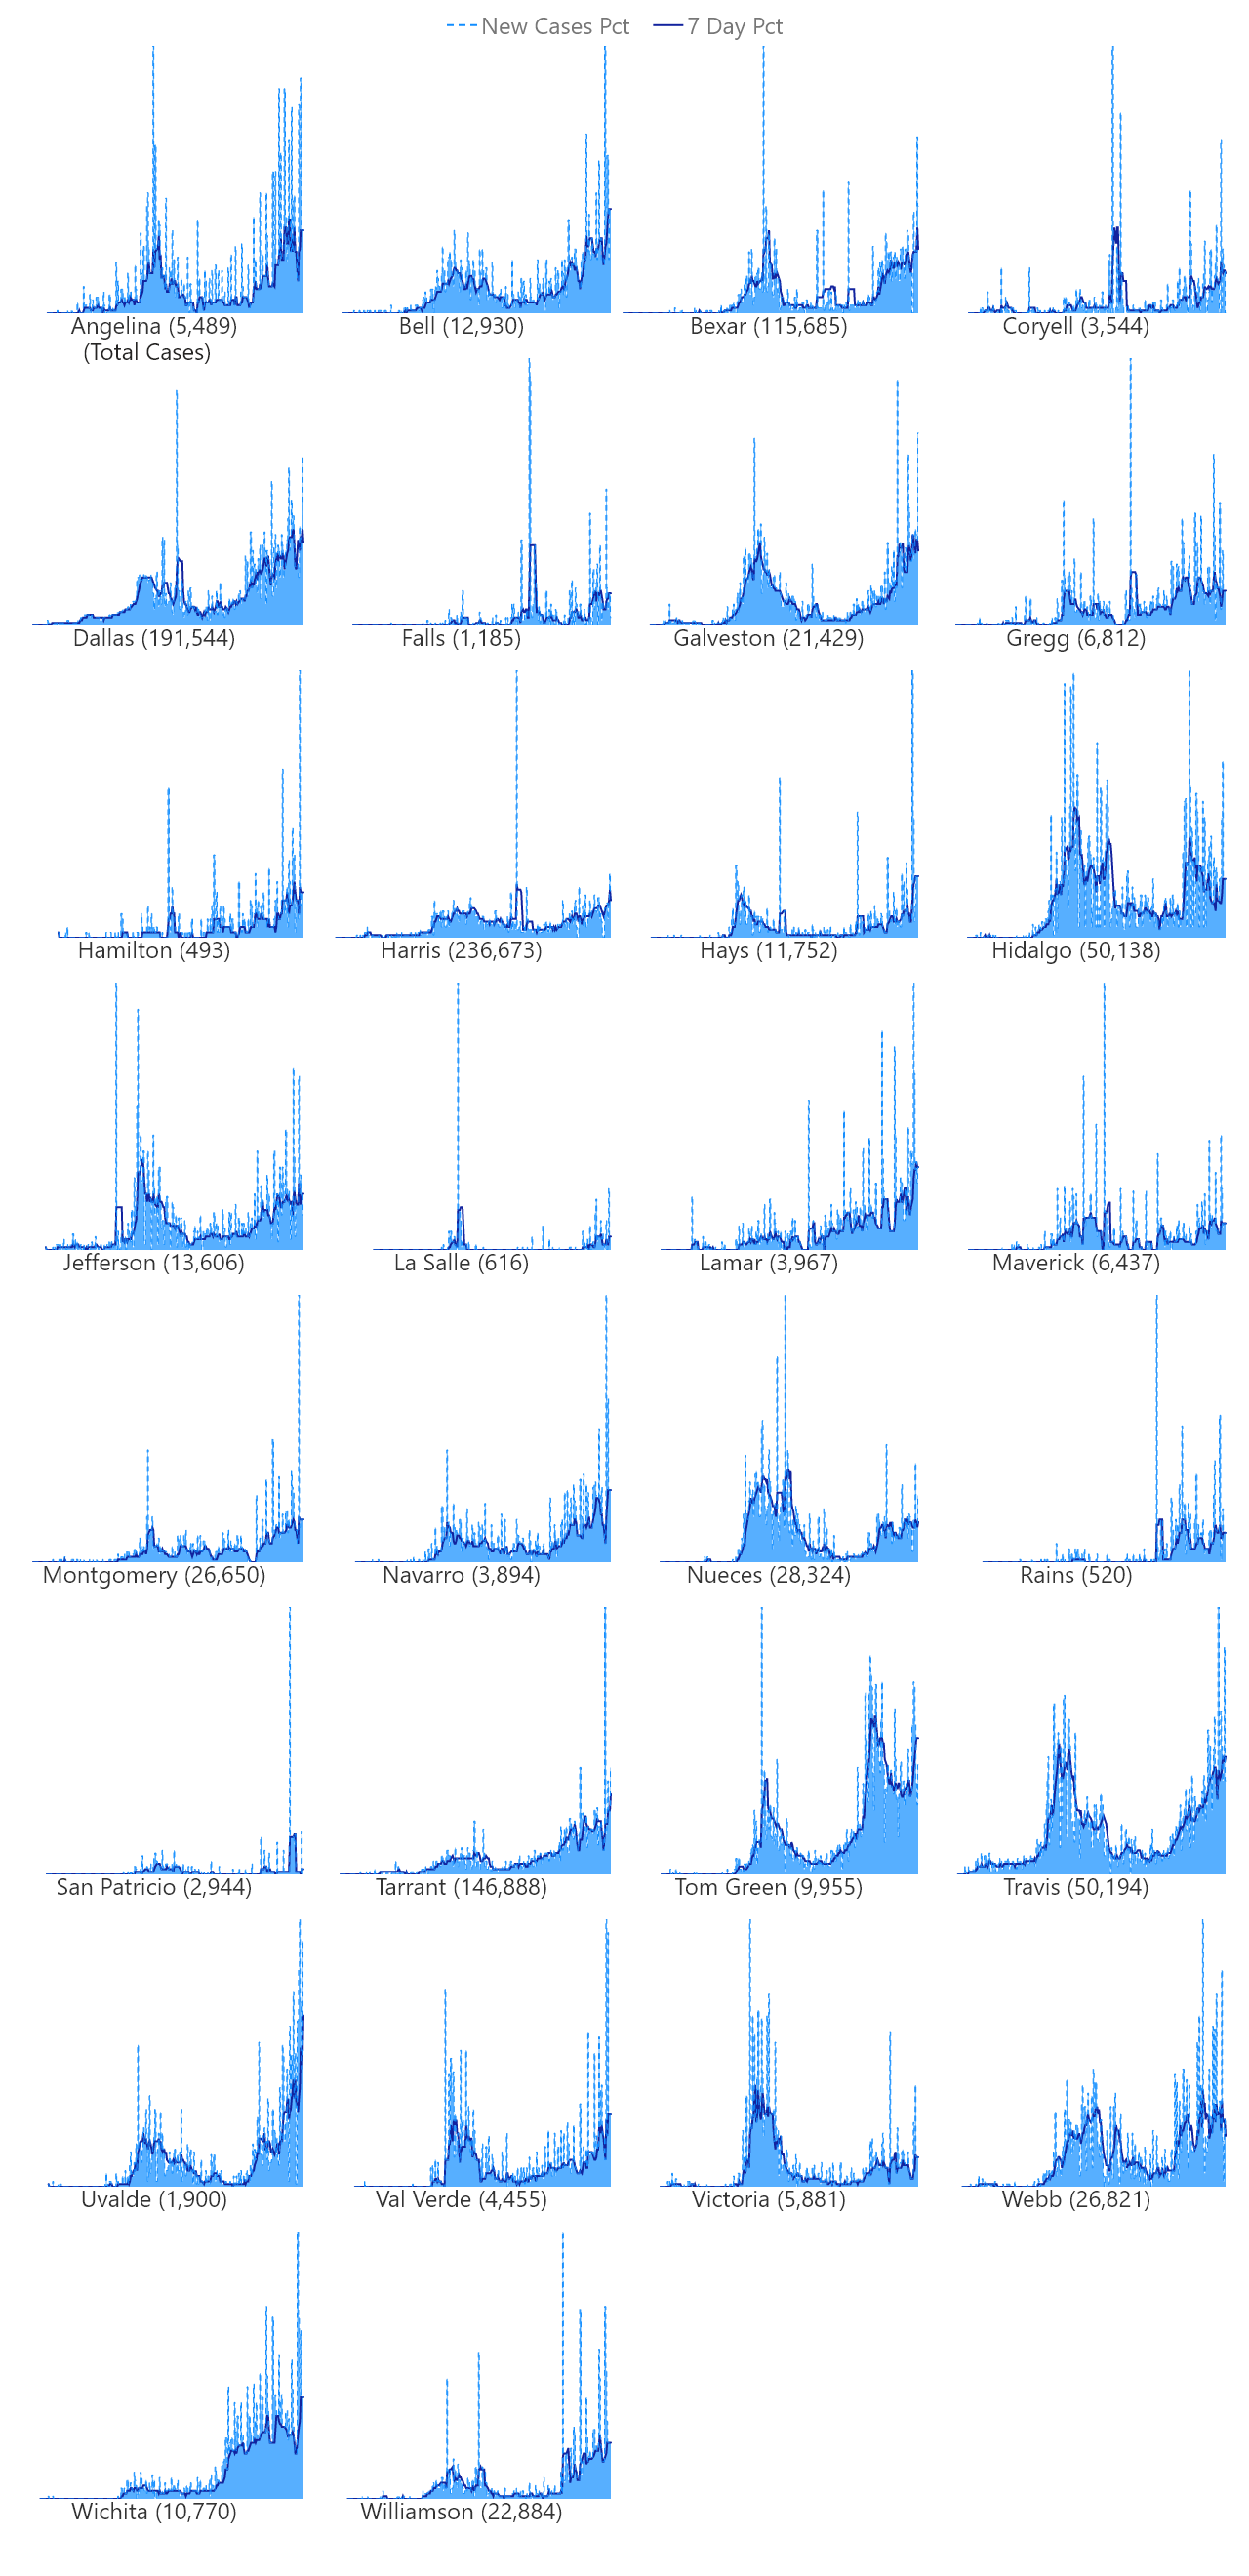 New Cases Pct 7 Day Pct
Angelina (5,489) Bell (12,930) Bexar (115,685) Coryell (3,544)
(Total Cases)
Dallas (191,544) Falls (1,185) Galveston (21,429) Gregg (6,812)
Hamilton (493) Harris (236,673) Hays (11,752) Hidalgo (50,138)
Jefferson (13,606) La Salle (616) Lamar (3,967) Maverick (6,437)
Montgomery (26,650) Navarro (3,894) Nueces (28,324) Rains (520)
San Patricio (2,944) Tarrant (146,888) Tom Green (9,955) Travis (50,194)
Uvalde (1,900) Val Verde (4,455) Victoria (5,881) Webb (26,821)
Wichita (10,770) Williamson (22,884)